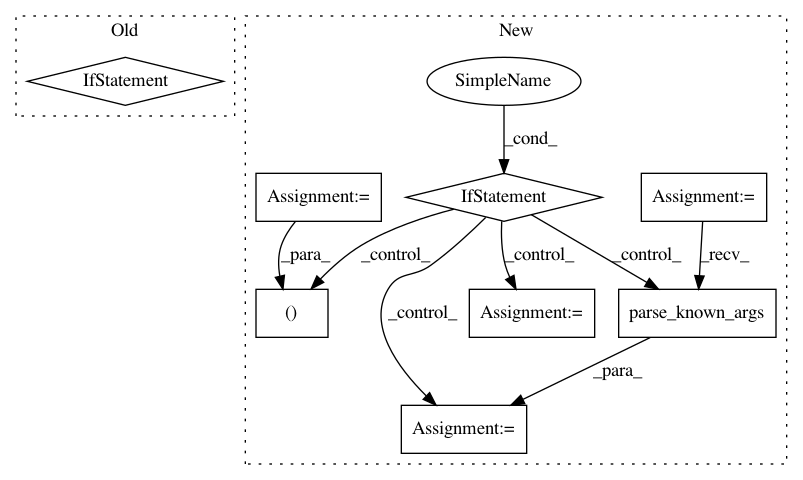 Old
New
IfStatement
SimpleName
_cond_
Assignment:=
IfStatement
Assignment:=
_para_
_control_
_control_
_control_
_recv_
_control_
()
Assignment:=
parse_known_args
_para_
Assignment:=